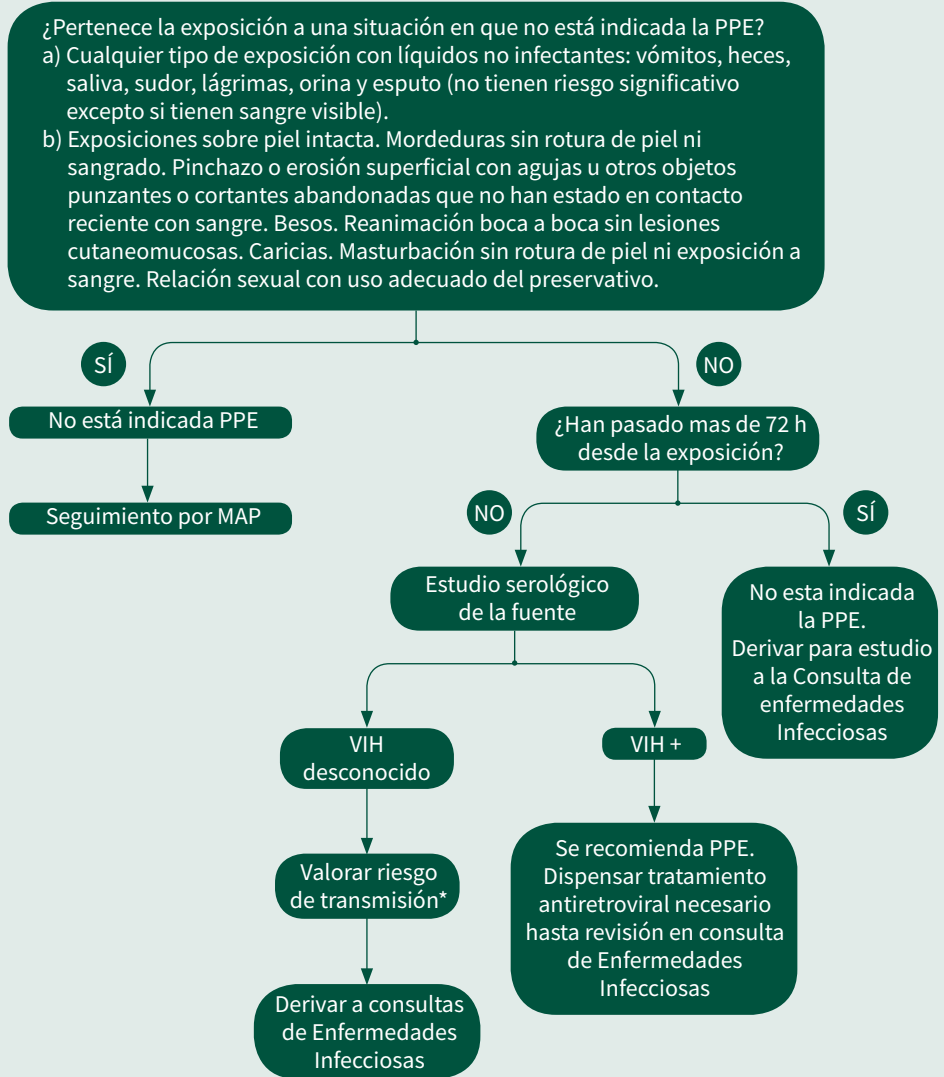 ¿Pertenece la exposición a una situación en que no está indicada la PPE?
a) Cualquier tipo de exposición con líquidos no infectantes: vómitos, heces,
saliva, sudor, lágrimas, orina y esputo (no tienen riesgo significativo
excepto si tienen sangre visible).
b) Exposiciones sobre piel intacta. Mordeduras sin rotura de piel ni
sangrado. Pinchazo o erosión superficial con agujas u otros objetos
punzantes o cortantes abandonadas que no han estado en contacto
reciente con sangre. Besos. Reanimación boca a boca sin lesiones
cutaneomucosas. Caricias. Masturbación sin rotura de piel ni exposición a
sangre. Relación sexual con uso adecuado del preservativo.
SÍ
NO
No está indicada PPE
¿Han pasado mas de 72 h
desde la exposición?
Seguimiento por MAP
NO
SÍ
Estudio serológico
de la fuente
No esta indicada
la PPE.
Derivar para estudio
a la Consulta de
enfermedades
Infecciosas
VIH
desconocido
VIH +
Valorar riesgo
de transmisión*
Se recomienda PPE.
Dispensar tratamiento
antiretroviral necesario
hasta revisión en consulta
de Enfermedades
Infecciosas
Derivar a consultas
de Enfermedades
Infecciosas